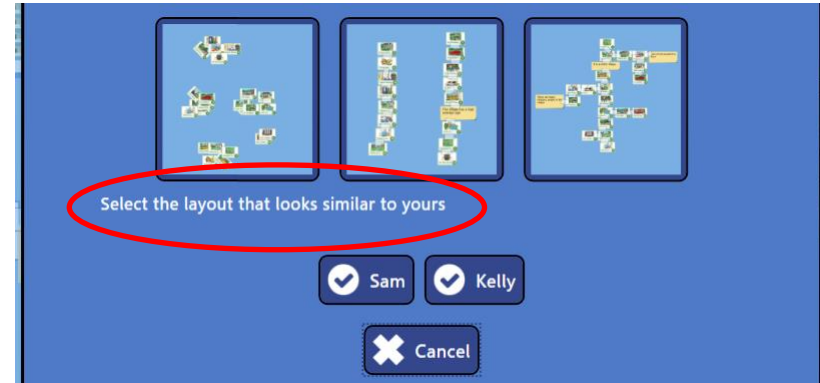 Select the layout that looks similar to yours
Sam
Kelly
Cancel